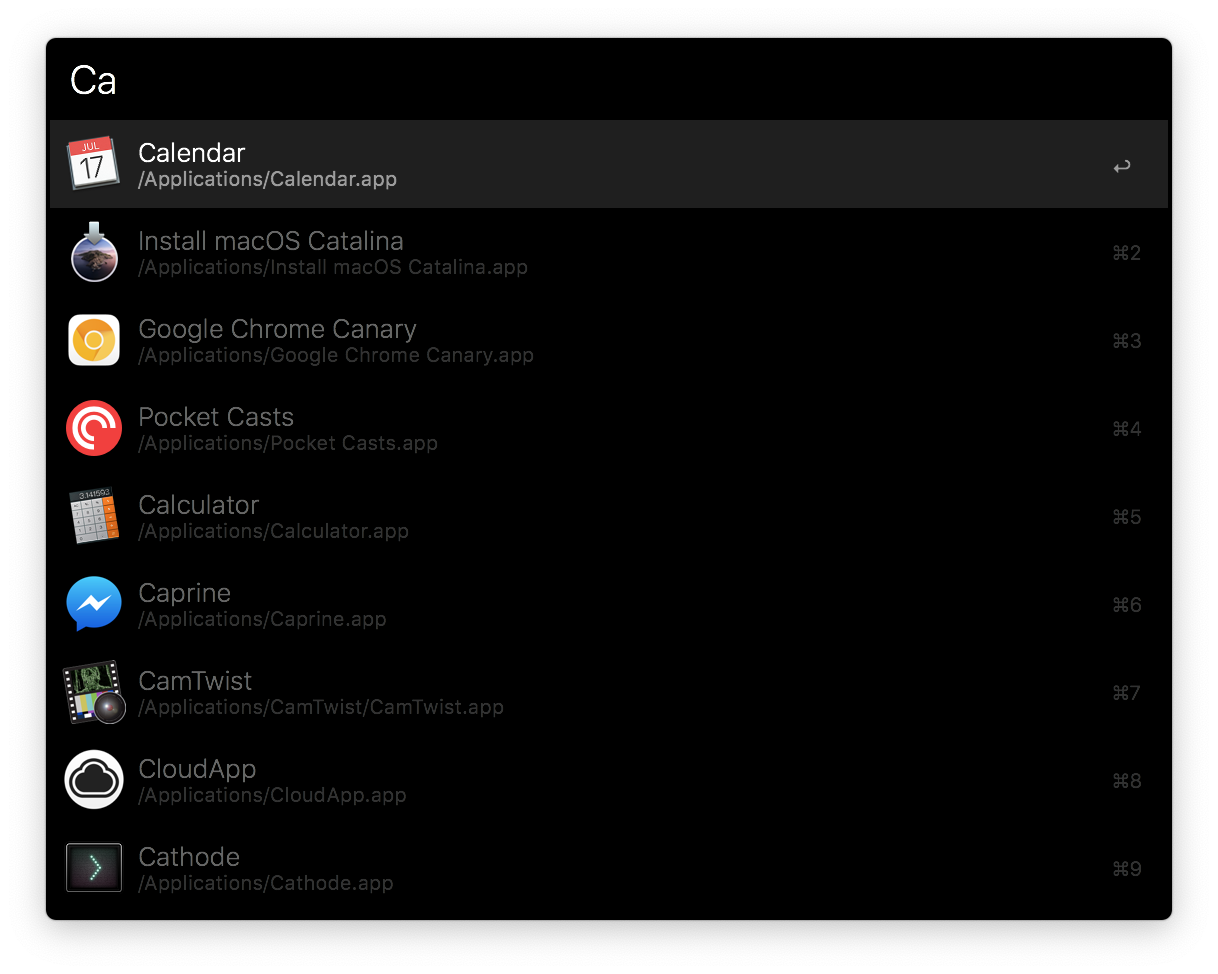 Ca
JUL
17
Calendar
/Applications/Calendar.app
↩
Install macOS Catalina
/Applications/Install macOS Catalina.app
⌘2
Google Chrome Canary
/Applications/Google Chrome Canary.app
⌘3
Pocket Casts
/Applications/Pocket Casts.app
⌘4
3.141593
Calculator
/Applications/Calculator.app
⌘5
Caprine
/Applications/Caprine.app
⌘6
CamTwist
/Applications/CamTwist/CamTwist.app
⌘7
CloudApp
/Applications/CloudApp.app
⌘8
Cathode
/Applications/Cathode.app
⌘9